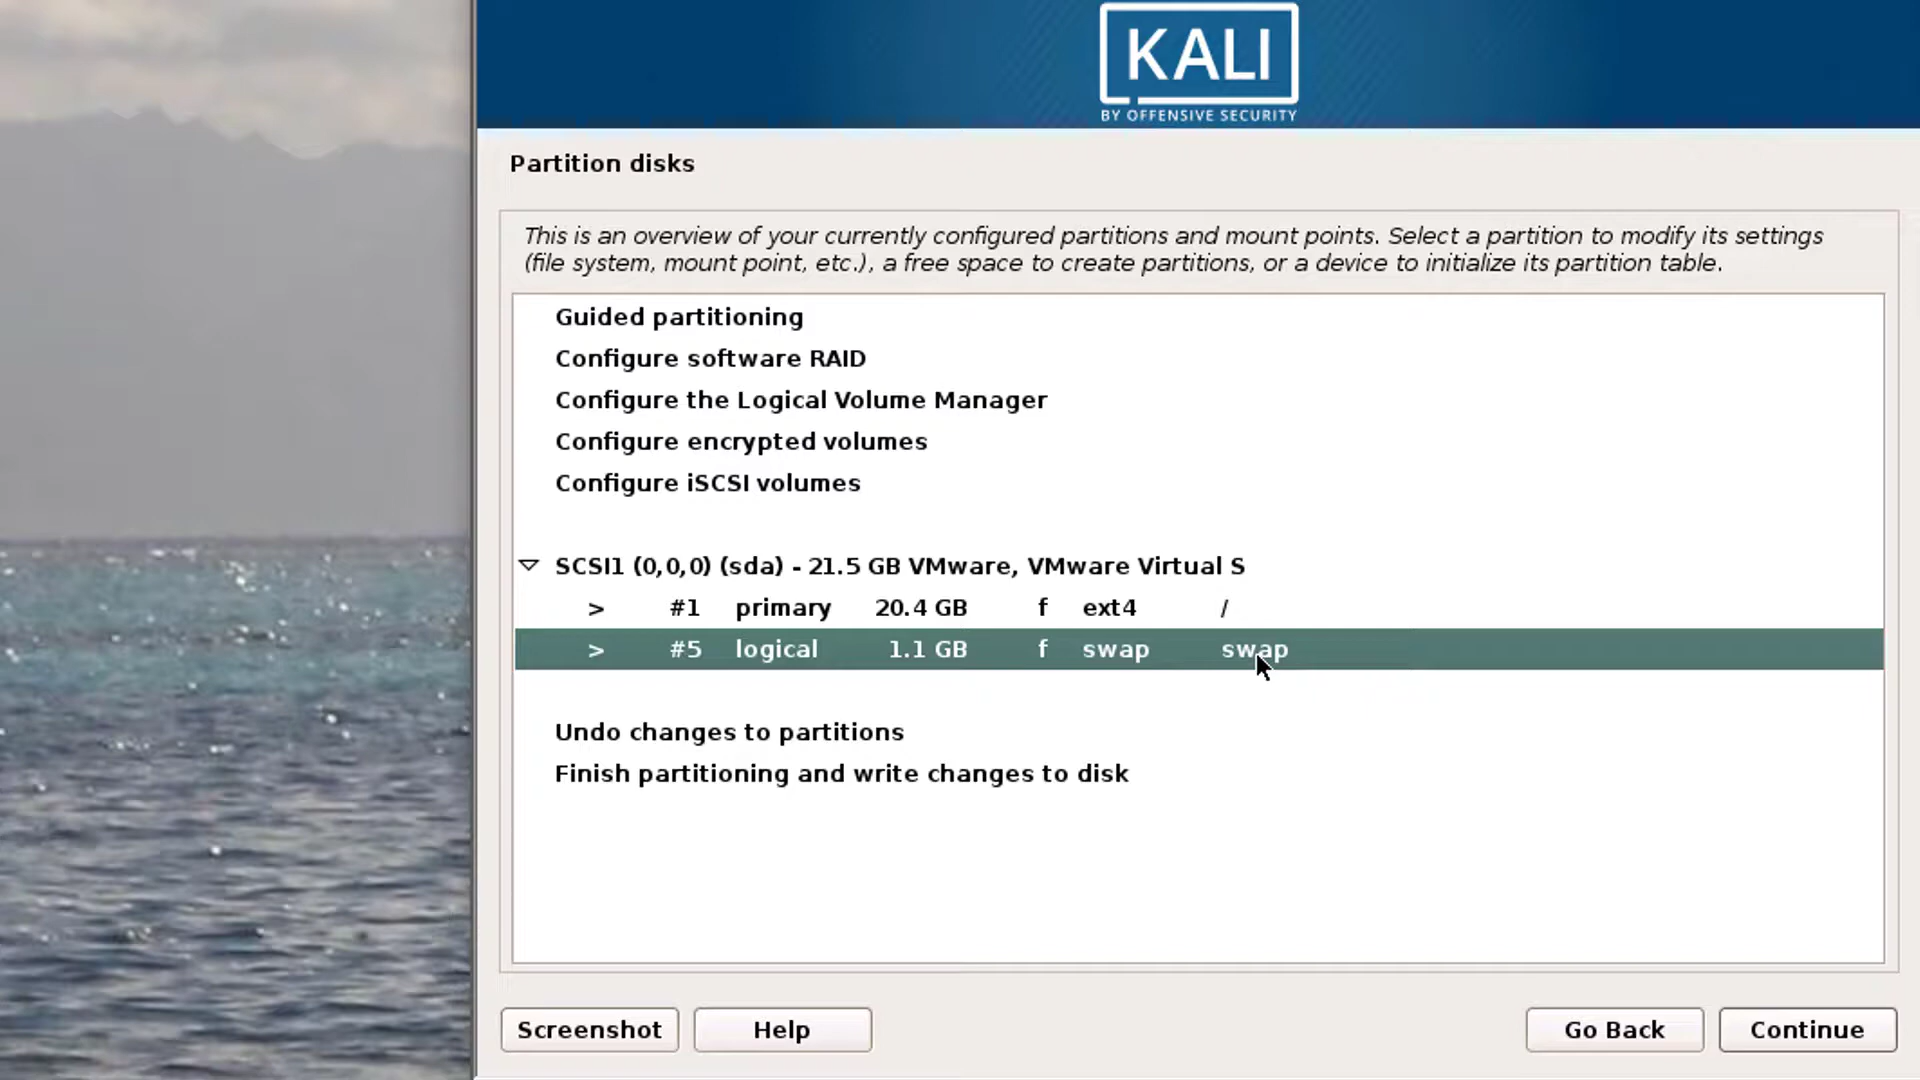 KALI
BY OFFENSIVE SECURITY
Partition disks
This is an overview of your currently configured partitions and mount points. Select a partition to modify its settings
(file system, mount point, etc.), a free space to create partitions, or a device to initialize its partition table.
Guided partitioning
Configure software RAID
Configure the Logical Volume Manager
Configure encrypted volumes
Configure iSCSI volumes
SCSI1 (0,0,0) (sda) - 21.5 GB VMware, VMware Virtual S
> #1 primary 20.4 GB f ext4 /
> #5 logical 1.1 GB f swap swap
Undo changes to partitions
Finish partitioning and write changes to disk
Screenshot Help Go Back Continue